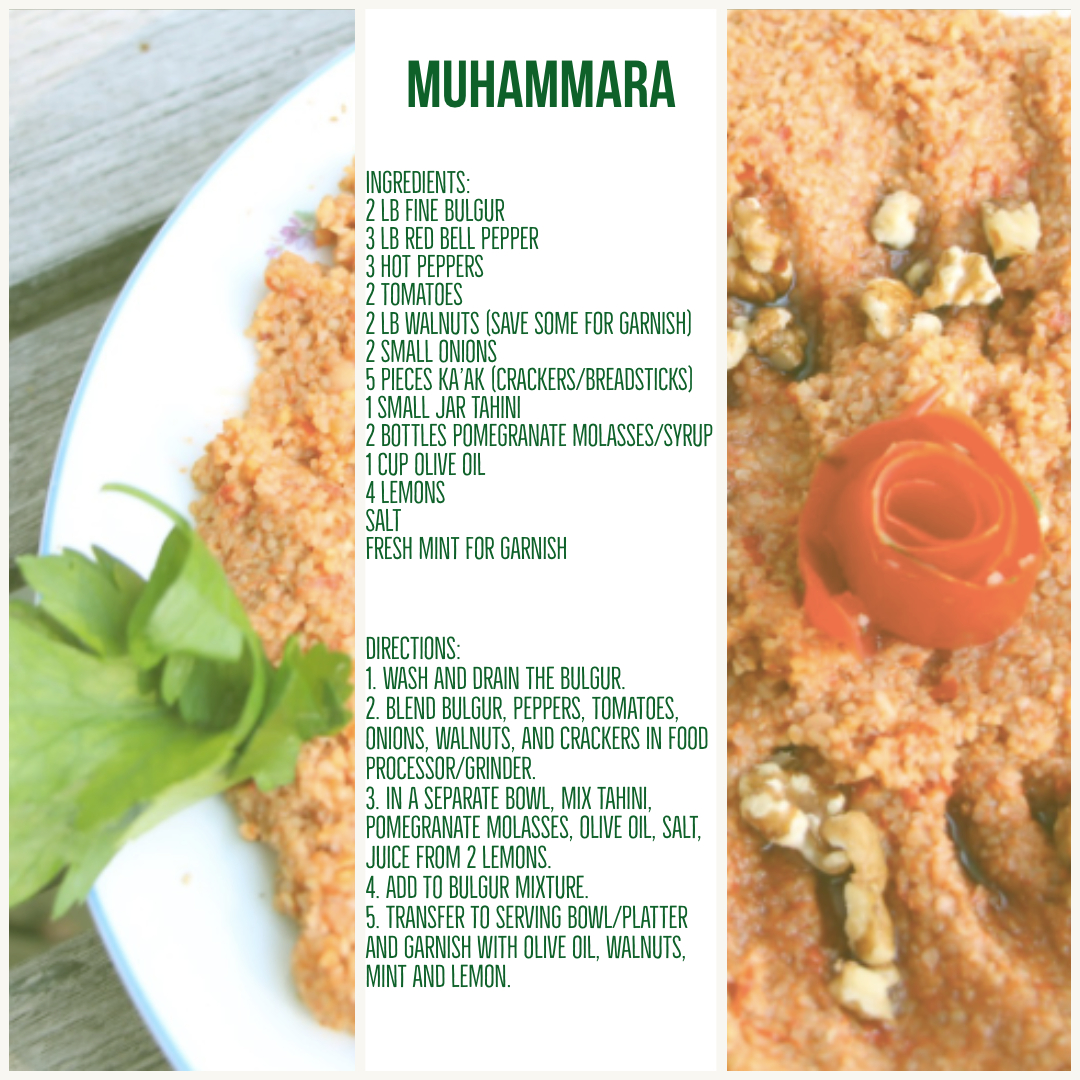 MUHAMMARA
INGREDIENTS:
2 LB FINE BULGUR
3 LB RED BELL PEPPER
3 HOT PEPPERS
2 TOMATOES
2 LB WALNUTS (SAVE SOME FOR GARNISH)
2 SMALL ONIONS
5 PIECES KA'AK (CRACKERS/BREADSTICKS)
1 SMALL JAR TAHINI
2 BOTTLES POMEGRANATE MOLASSES/SYRUP
1 CUP OLIVE OIL
4 LEMONS
SALT
FRESH MINT FOR GARNISH
DIRECTIONS:
1. WASH AND DRAIN THE BULGUR.
2. BLEND BULGUR, PEPPERS, TOMATOES,
ONIONS, WALNUTS, AND CRACKERS IN FOOD
PROCESSOR/GRINDER.
3. IN A SEPARATE BOWL, MIX TAHINI,
POMEGRANATE MOLASSES, OLIVE OIL, SALT,
JUICE FROM 2 LEMONS.
4. ADD TO BULGUR MIXTURE.
5. TRANSFER TO SERVING BOWL/PLATTER
AND GARNISH WITH OLIVE OIL, WALNUTS,
MINT AND LEMON.